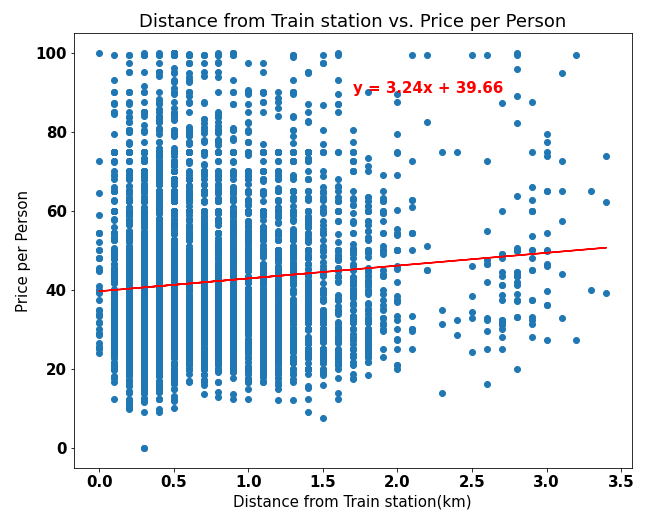 Distance from Train station vs. Price per Person
y = 3.24x + 39.66
Price per Person
100
80
60
40
20
0
0.0 0.5 1.0 1.5 2.0 2.5 3.0 3.5
Distance from Train station(km)